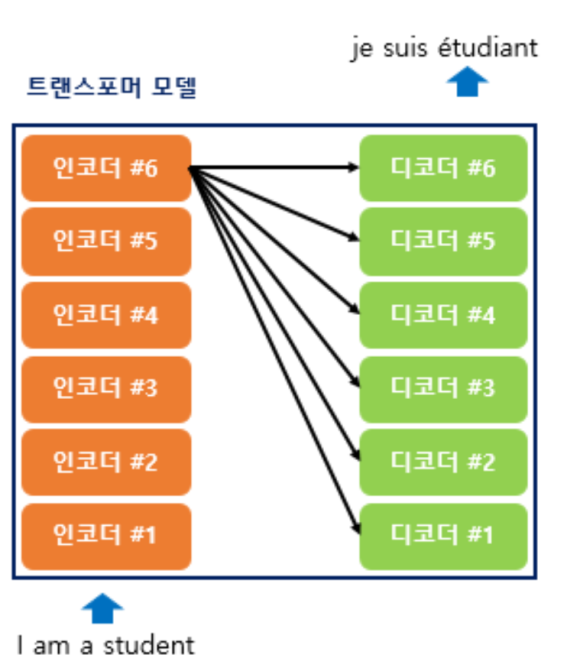 je suis étudiant
트랜스포머 모델
인코더 #6
디코더 #6
인코더 #5
디코더 #5
인코더 #4
디코더 #4
인코더 #3
디코더 #3
인코더 #2
디코더 #2
인코더 #1
디코더 #1
I am a student